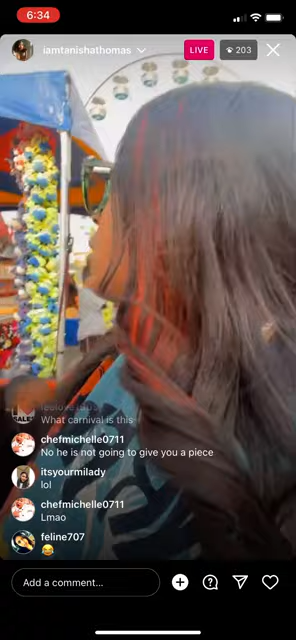 6:34
iamtanishathomas
LIVE
203
What carnival is this
chefmichelle0711
No he is not going to give you a piece
itsyourmilady
lol
chefmichelle0711
Lmao
feline707
😂
Add a comment...